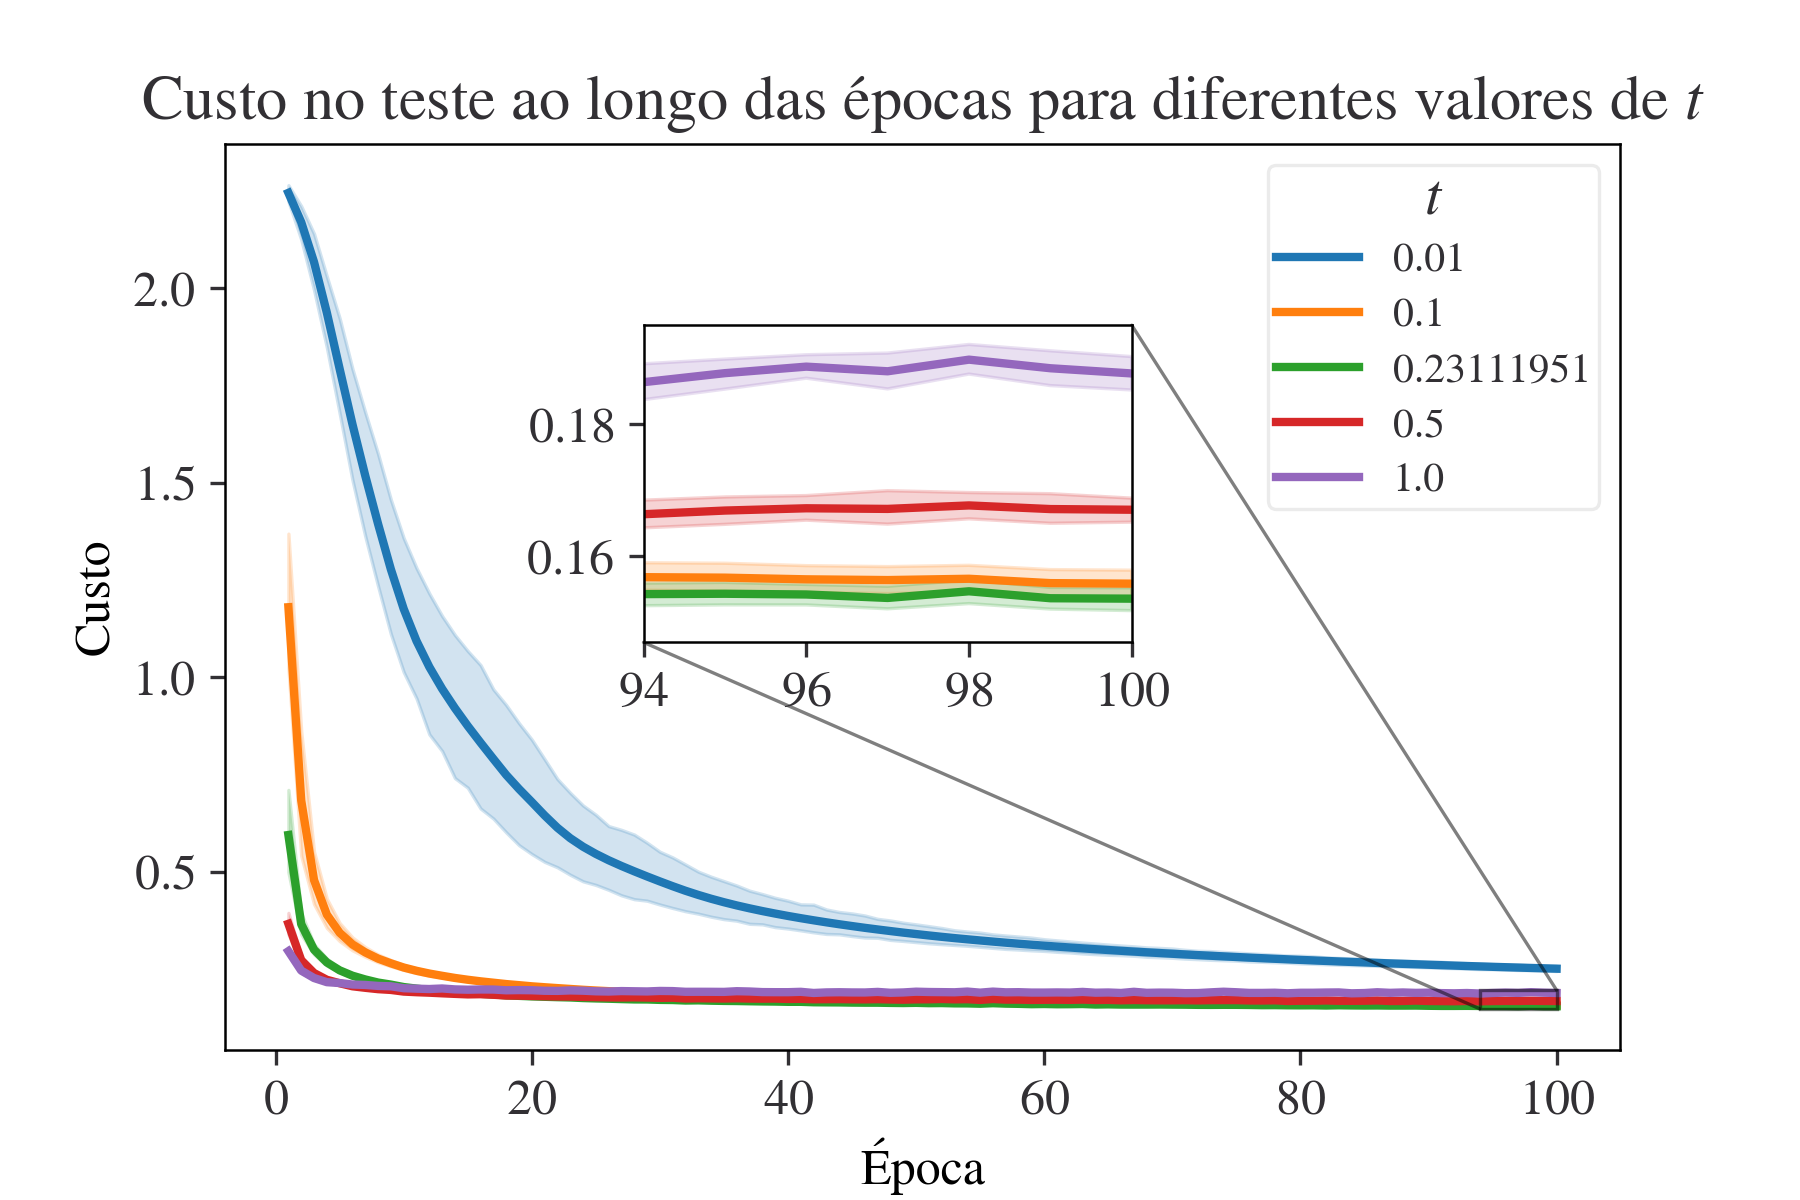 Custo no teste ao longo das épocas para diferentes valores de t
t
0.01
0.1
0.23111951
0.5
1.0
2.0
1.5
1.0
0.5
Custo
0.18
0.16
94 96 98 100
0 20 40 60 80 100
Época